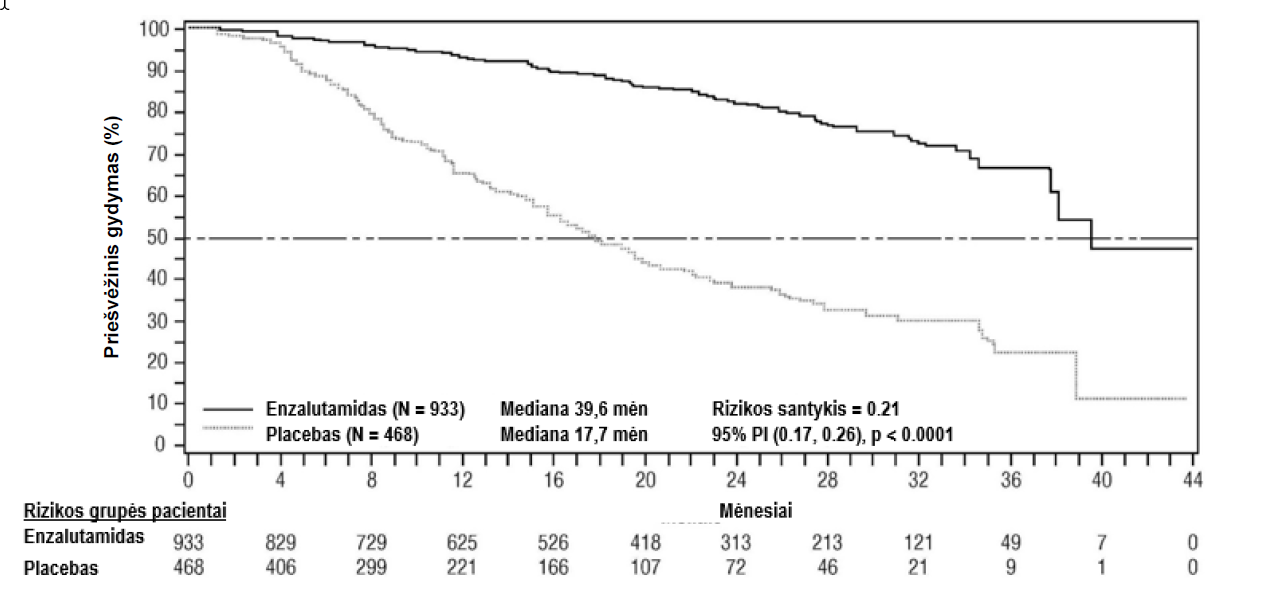 Priešvėžinis gydymas (%)
100
90
80
70
60
50
40
30
20
10
0
Enzalutamidas (N = 933) Mediana 39,6 mėn Rizikos santykis = 0.21
Placebas (N = 468) Mediana 17,7 mėn 95% PI (0.17, 0.26), p < 0.0001
0 4 8 12 16 20 24 28 32 36 40 44
Rizikos grupės pacientai Mėnesiai
Enzalutamidas 933 829 729 625 526 418 313 213 121 49 7 0
Placebas 468 406 299 221 166 107 72 46 21 9 1 0